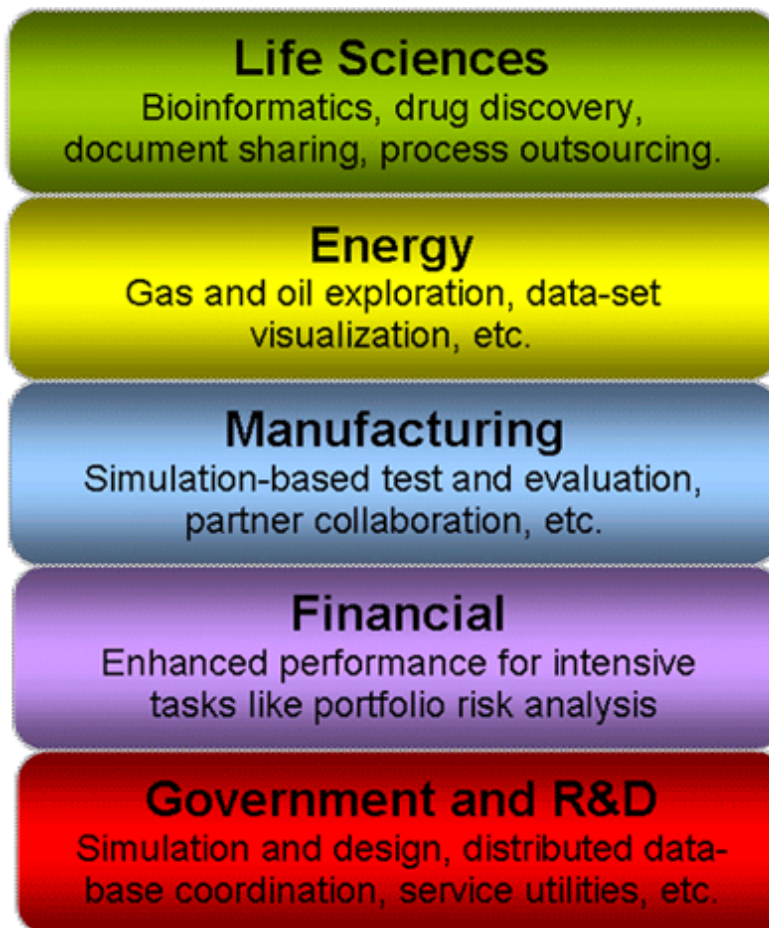 Life Sciences
Bioinformatics, drug discovery,
document sharing, process outsourcing.
Energy
Gas and oil exploration, data-set
visualization, etc.
Manufacturing
Simulation-based test and evaluation,
partner collaboration, etc.
Financial
Enhanced performance for intensive
tasks like portfolio risk analysis
Government and R&D
Simulation and design, distributed data-
base coordination, service utilities, etc.